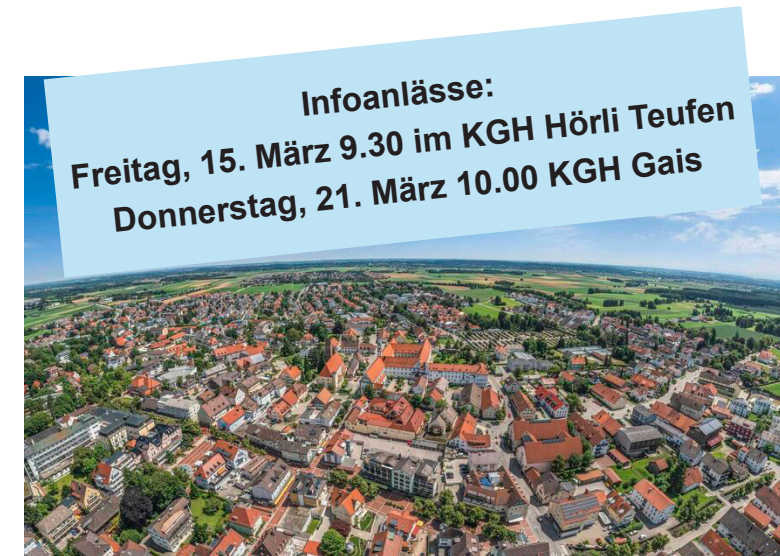 Infoanlässe:
Freitag, 15. März 9.30 im KGH Hörli Teufen
Donnerstag, 21. März 10.00 KGH Gais